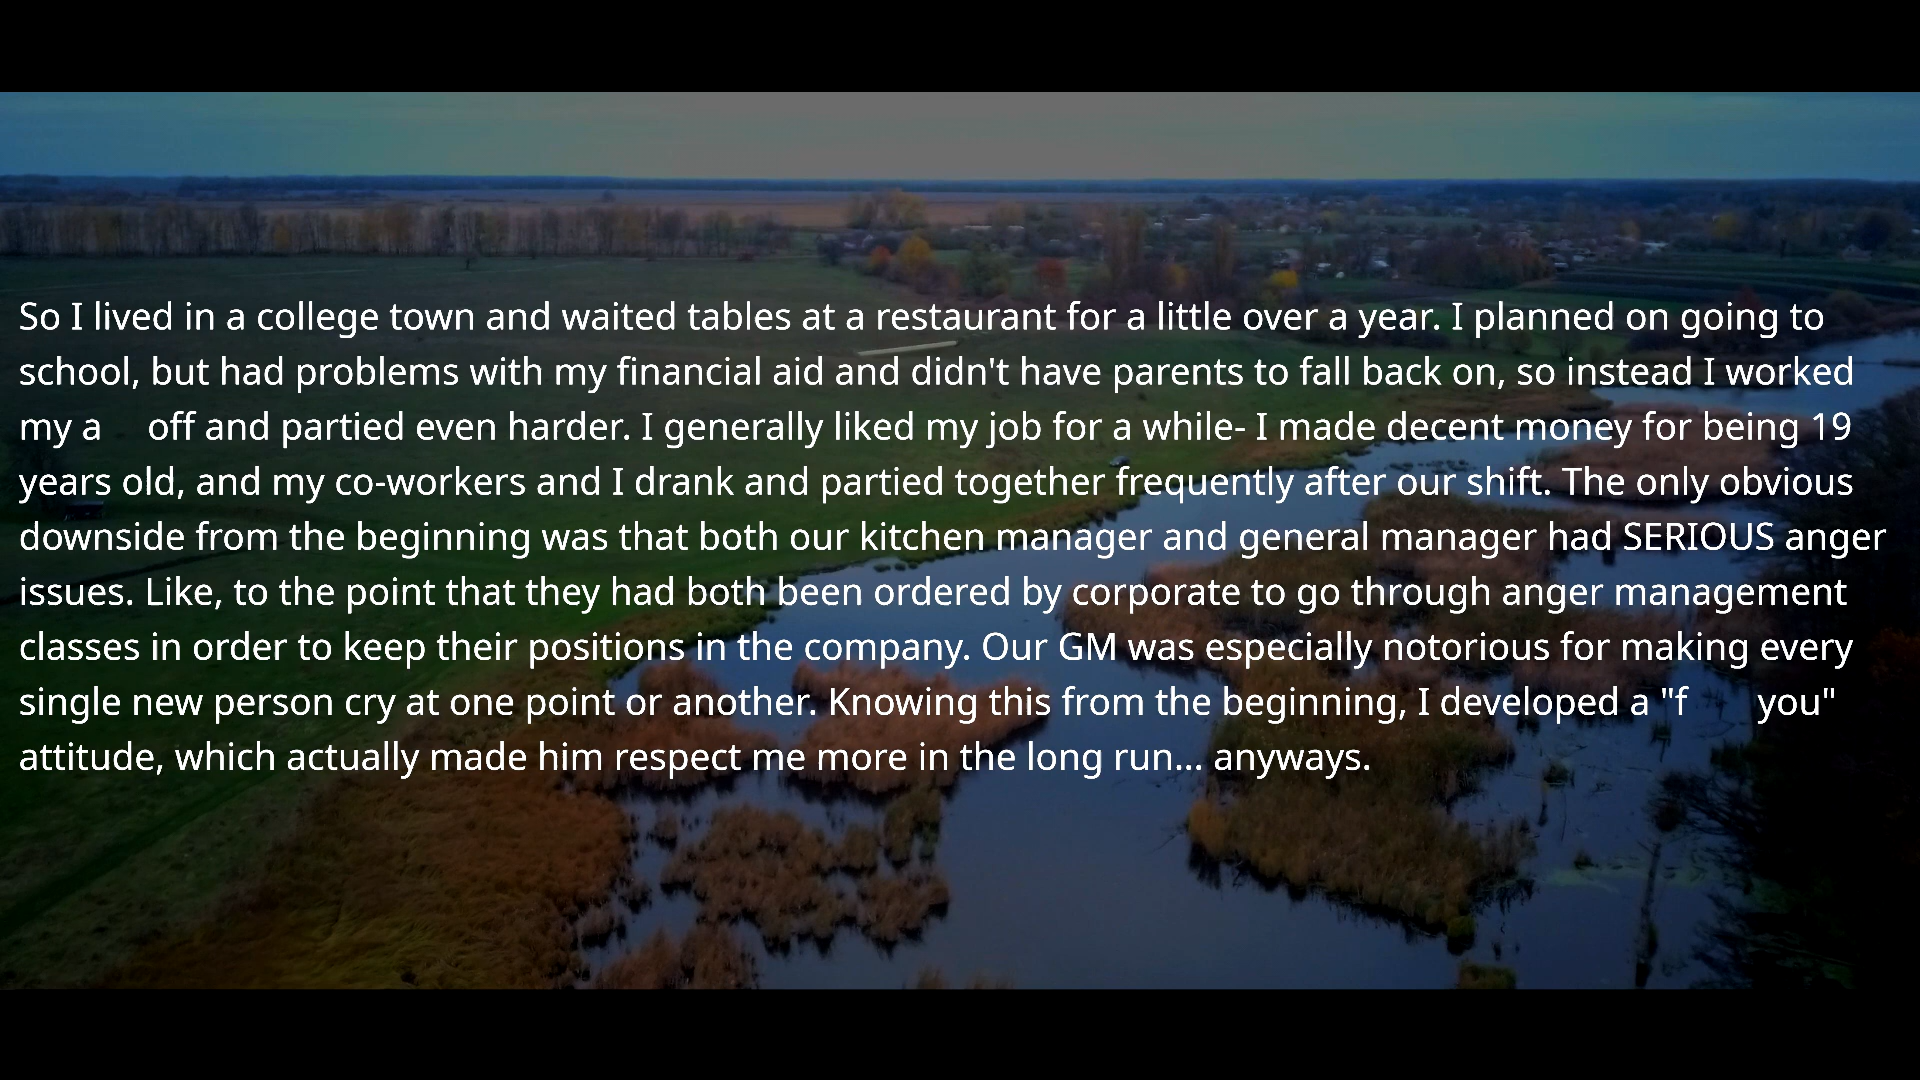 So I lived in a college town and waited tables at a restaurant for a little over a year. I planned on going to
school, but had problems with my financial aid and didn't have parents to fall back on, so instead I worked
my a    off and partied even harder. I generally liked my job for a while- I made decent money for being 19
years old, and my co-workers and I drank and partied together frequently after our shift. The only obvious
downside from the beginning was that both our kitchen manager and general manager had SERIOUS anger
issues. Like, to the point that they had both been ordered by corporate to go through anger management
classes in order to keep their positions in the company. Our GM was especially notorious for making every
single new person cry at one point or another. Knowing this from the beginning, I developed a "f      you"
attitude, which actually made him respect me more in the long run... anyways.